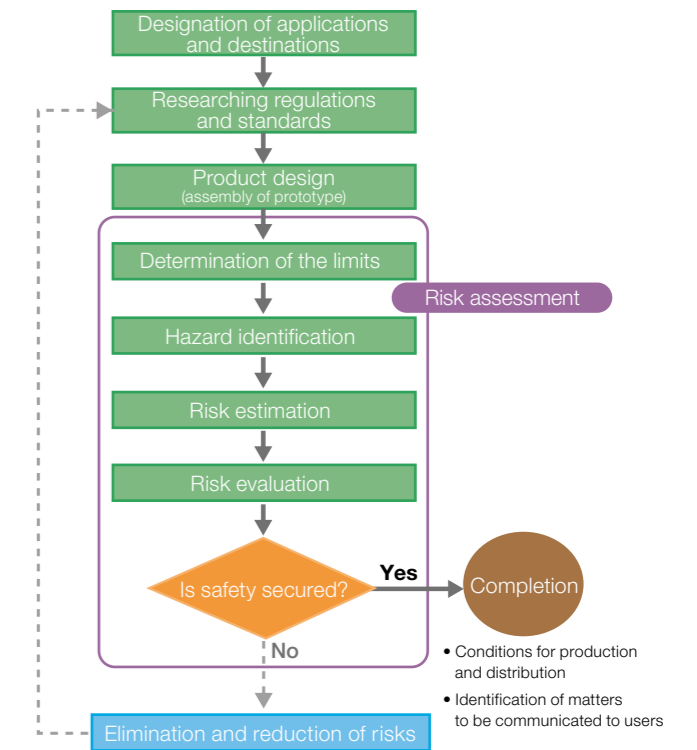 Designation of applications
and destinations
Researching regulations
and standards
Product design
(assembly of prototype)
Determination of the limits
Risk assessment
Hazard identification
Risk estimation
Risk evaluation
Is safety secured?
Yes
Completion
No
• Conditions for production
and distribution
• Identification of matters
to be communicated to users
Elimination and reduction of risks